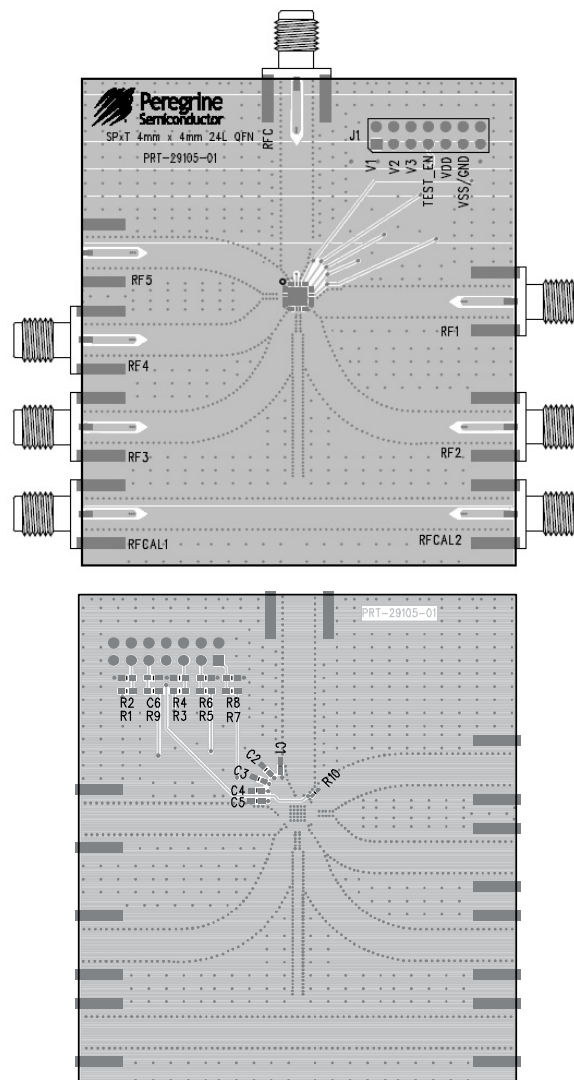 Peregrine
Semiconductor
SPxT 4mm x 4mm 24L QFN
PRT-29105-01
RFC
J1
V1
V2
V3
TEST_EN
VDD
VSS/GND
RF5
RF1
RF4
RF3
RF2
RFCAL1
RFCAL2
PRT-29105-01
R2 C6 R4 R6 R8
R1 R9 R3 R5 R7
C1
C2
C3
C4
C5
R10